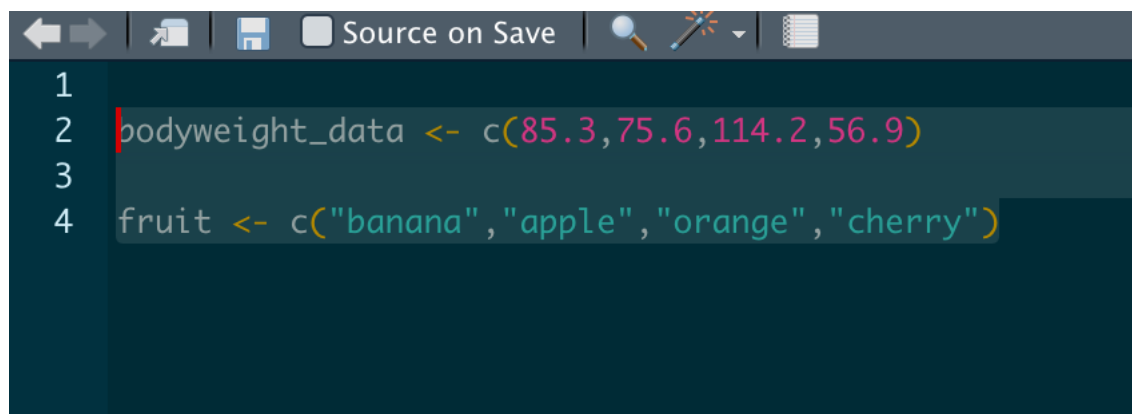 Source on Save
1
2 bodyweight_data <- c(85.3,75.6,114.2,56.9)
3
4 fruit <- c("banana","apple","orange","cherry")